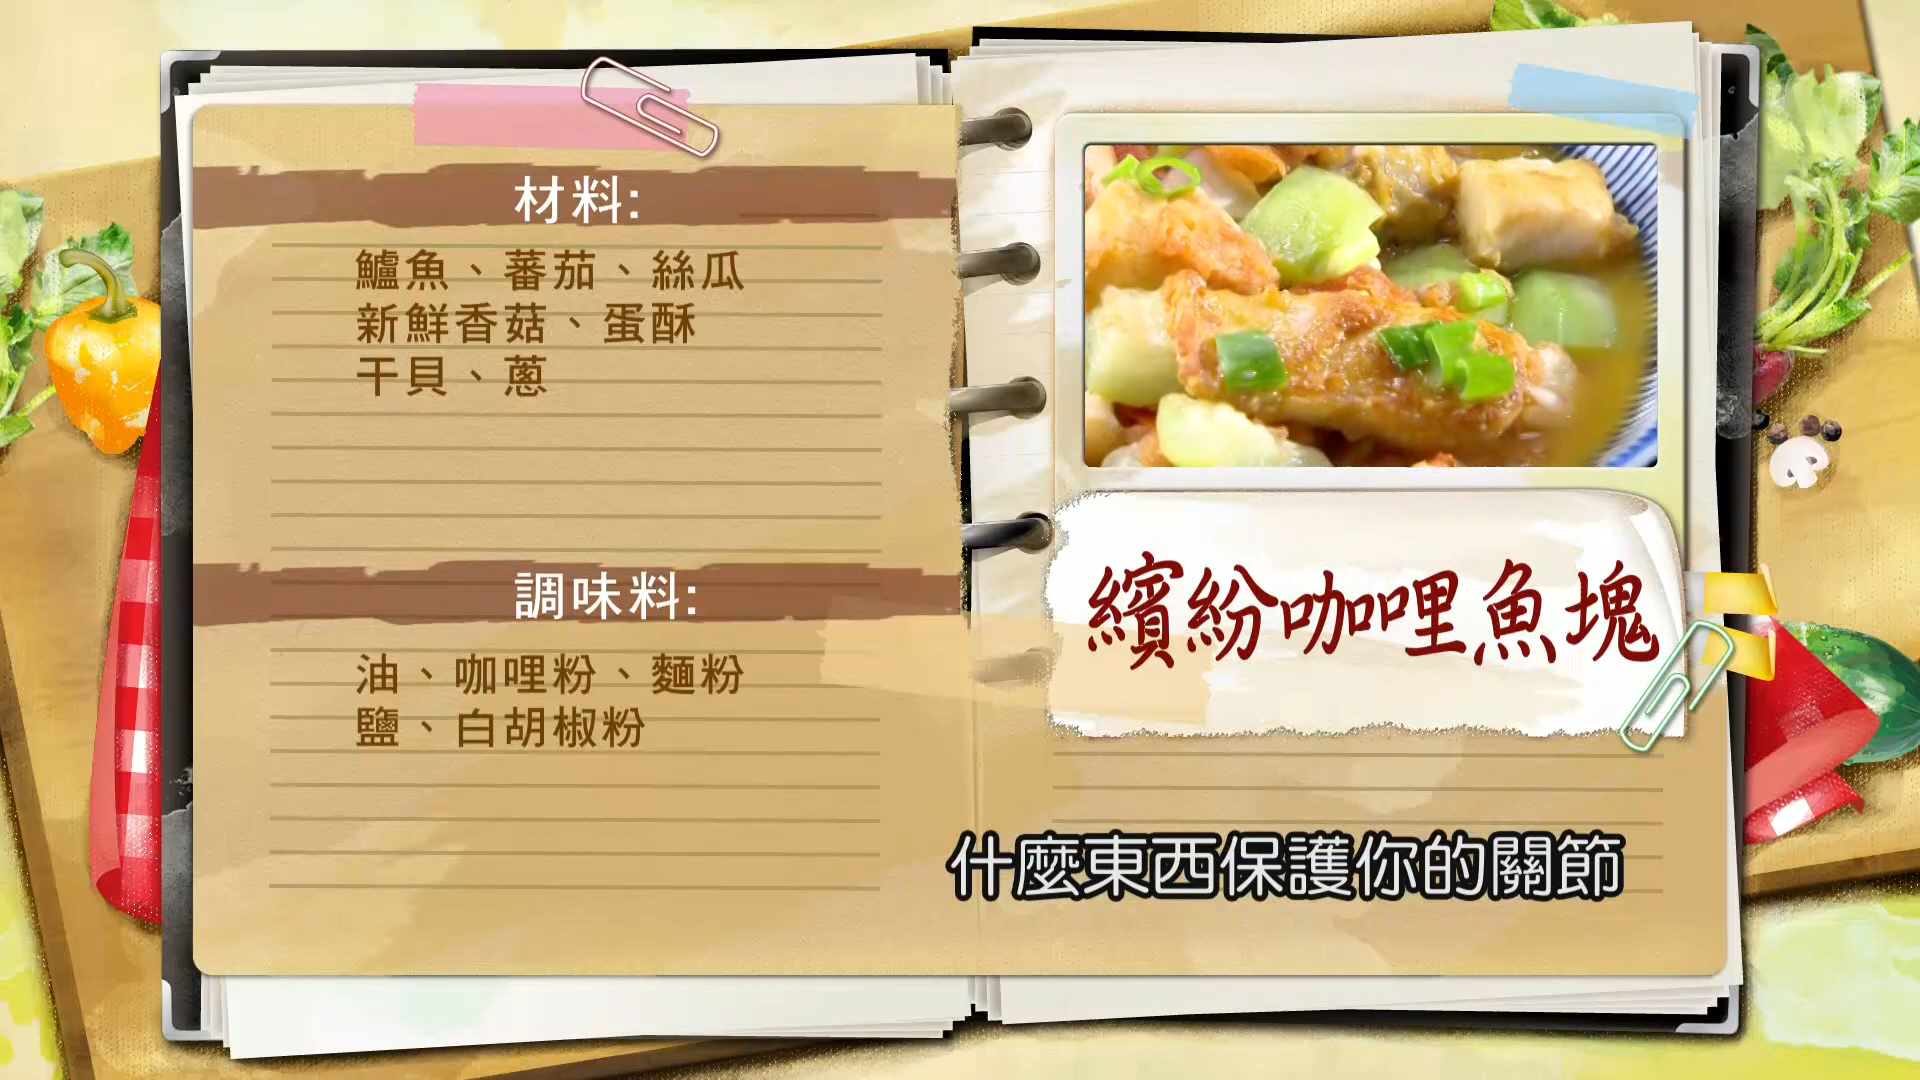 材料:
鱸魚、蕃茄、絲瓜
新鮮香菇、蛋酥
干貝、蔥
調味料:
油、咖哩粉、麵粉
鹽、白胡椒粉
繽紛咖哩魚塊
什麼東西保護你的關節